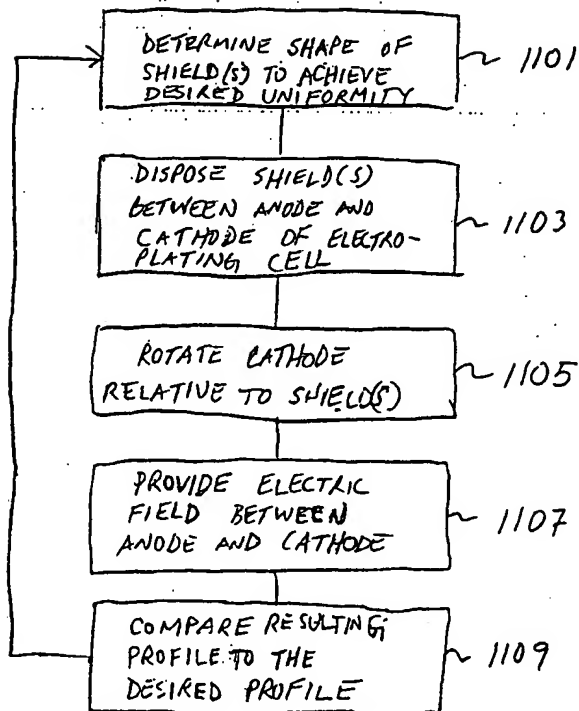 DETERMINE SHAPE OF
SHIELD(S) TO ACHIEVE
DESIRED UNIFORMITY
1101
DISPOSE SHIELD(S)
BETWEEN ANODE AND
CATHODE OF ELECTRO-
PLATING CELL
1103
ROTATE CATHODE
RELATIVE TO SHIELD(S)
1105
PROVIDE ELECTRIC
FIELD BETWEEN
ANODE AND CATHODE
1107
COMPARE RESULTING
PROFILE TO THE
DESIRED PROFILE
1109